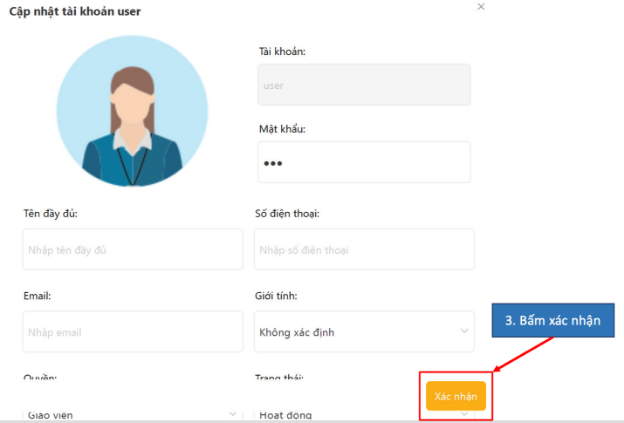 Cập nhật tài khoản user
Tài khoản:
user
Mật khẩu:
Tên đầy đủ:
Số điện thoại:
Nhập tên đầy đủ
Nhập số điện thoại
Email:
Giới tính:
Nhập email
Không xác định
3. Bấm xác nhận
Quyền:
Trạng thái:
Xác nhận
Giáo viên
Hoạt động